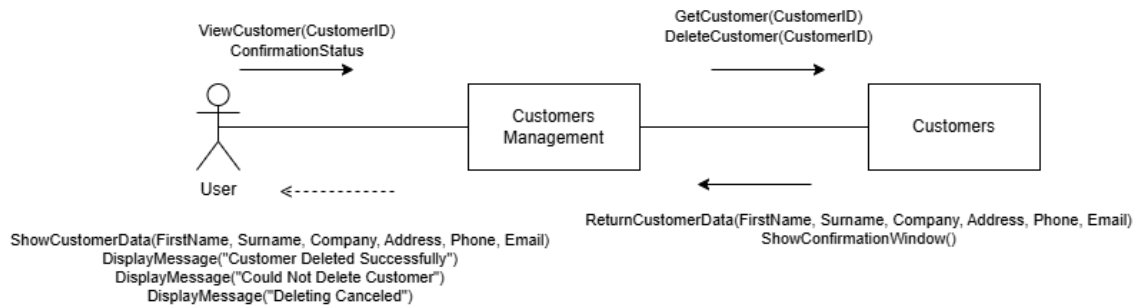 ViewCustomer(CustomerID)
ConfirmationStatus
GetCustomer(CustomerID)
DeleteCustomer(CustomerID)
User
Customers
Management
Customers
ShowCustomerData(FirstName, Surname, Company, Address, Phone, Email)
DisplayMessage("Customer Deleted Successfully")
DisplayMessage("Could Not Delete Customer")
DisplayMessage("Deleting Canceled")
ReturnCustomerData(FirstName, Surname, Company, Address, Phone, Email)
ShowConfirmationWindow()